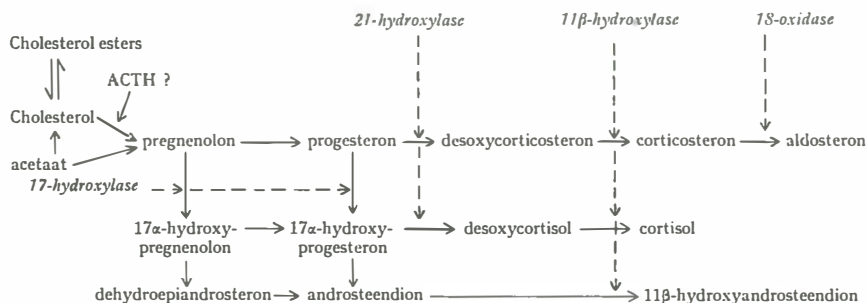 21-hydroxylase 11β-hydroxylase 18-oxidase
Cholesterol esters
ACTH ?
Cholesterol
pregnenolon progesteron desoxycorticosteron corticosteron aldosteron
acetaat
17-hydroxylase
17α-hydroxy- 17α-hydroxy- desoxycortisol cortisol
pregnenolon progesteron
dehydroepiandrosteron androsteendion 11β-hydroxyandrosteendion